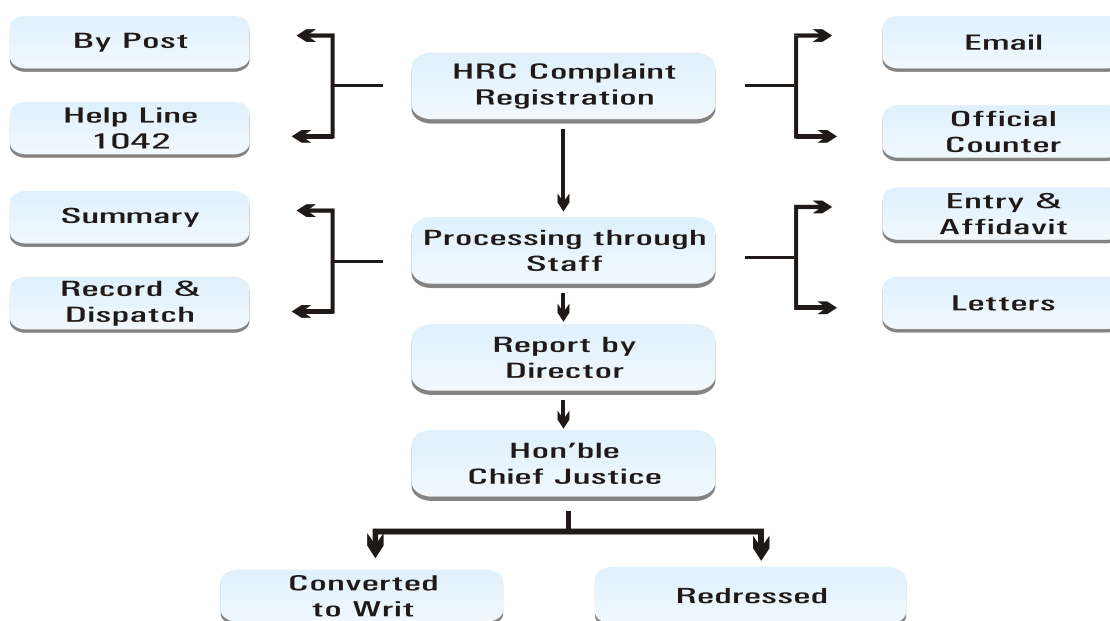 By Post
HRC Complaint
Registration
Email
Help Line
1042
Official
Counter
Summary
Processing through
Staff
Entry &
Affidavit
Record &
Dispatch
Letters
Report by
Director
Hon'ble
Chief Justice
Converted
to Writ
Redressed